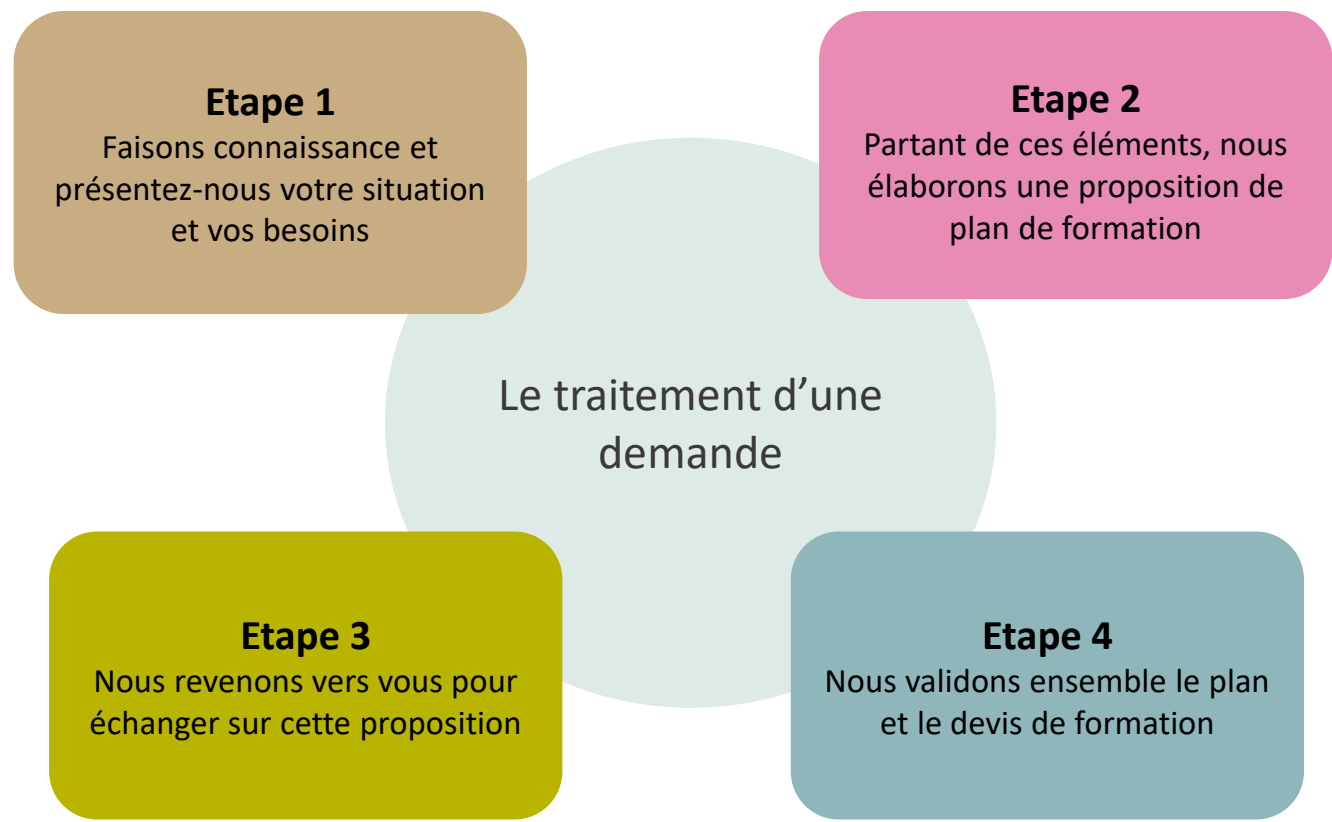 Etape 1
Faisons connaissance et
présentez-nous votre situation
et vos besoins
Etape 2
Partant de ces éléments, nous
élaborons une proposition de
plan de formation
Le traitement d’une
demande
Etape 3
Nous revenons vers vous pour
échanger sur cette proposition
Etape 4
Nous validons ensemble le plan
et le devis de formation